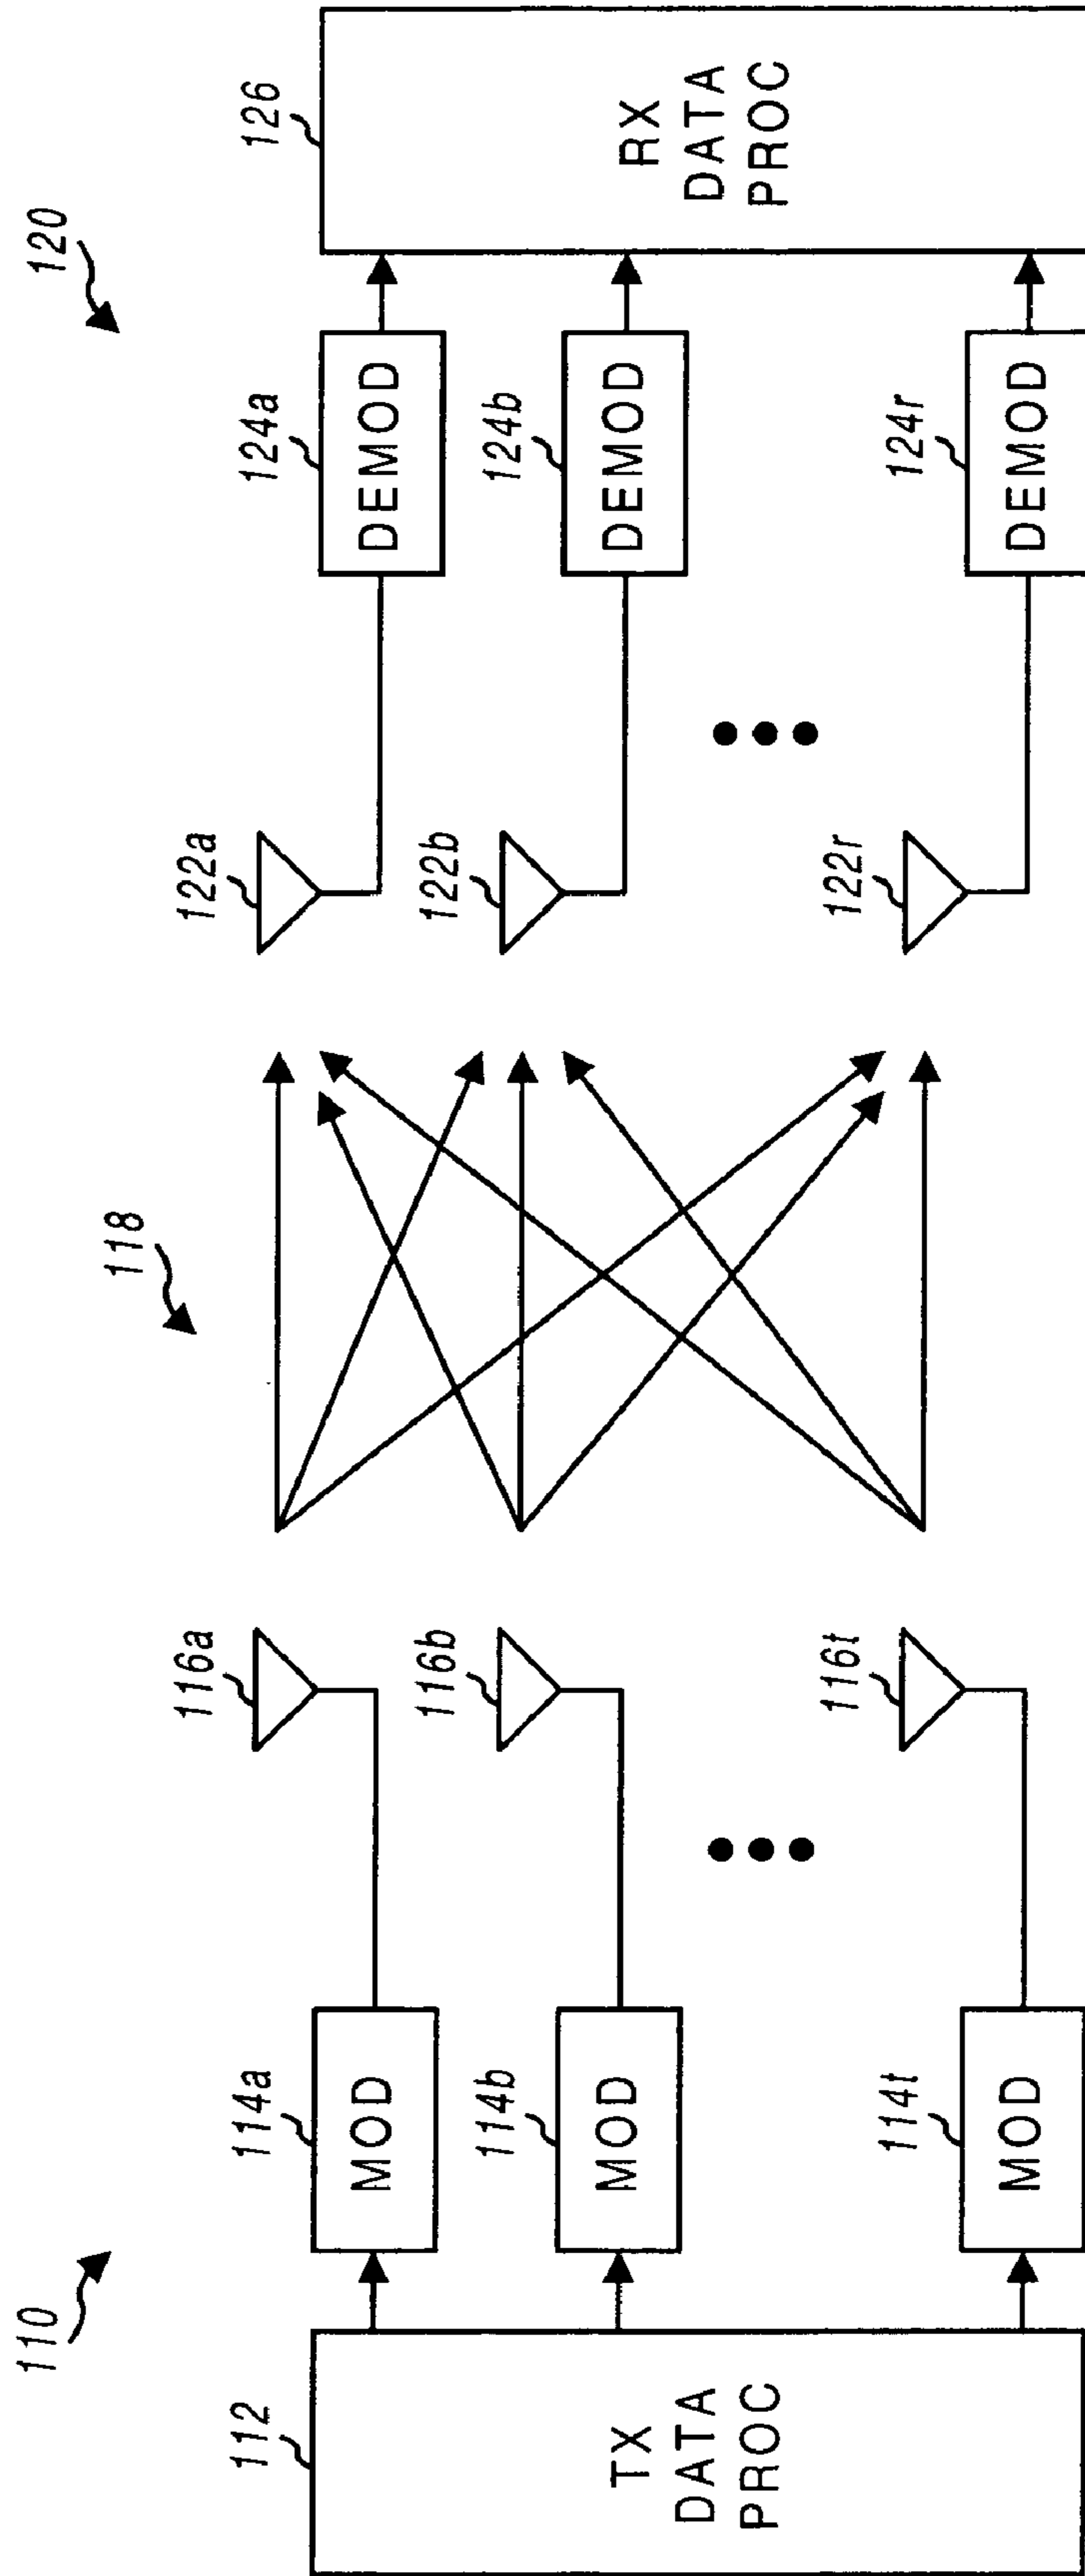 110
118
120
112
114a
116a
122a
124a
126
MOD
DEMOD
114b
116b
122b
124b
TX
DATA
PROC
MOD
DEMOD
RX
DATA
PROC
114t
116t
122r
124r
MOD
DEMOD